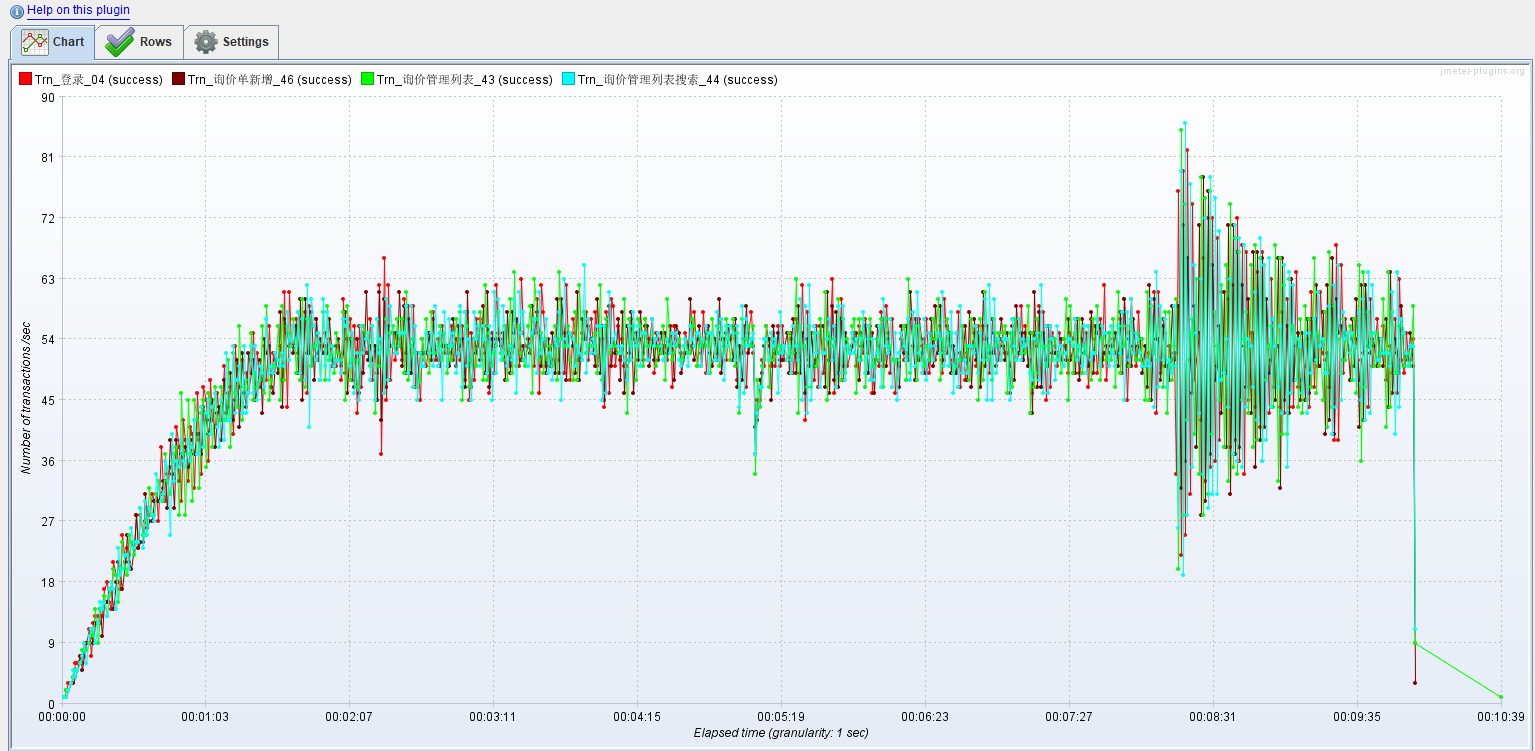 Help on this plugin
Chart Rows Settings
Trn_登录_04 (success) Trn_询价单新增_46 (success) Trn_询价管理列表_43 (success) Trn_询价管理列表搜索_44 (success)
jmeter-plugins.org
90
81
72
63
54
45
36
27
18
9
0
Number of transactions /sec
00:00:00 00:01:03 00:02:07 00:03:11 00:04:15 00:05:19 00:06:23 00:07:27 00:08:31 00:09:35 00:10:39
Elapsed time (granularity: 1 sec)